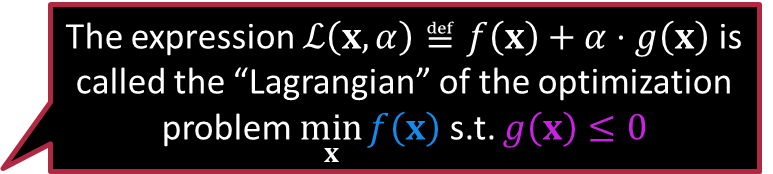 The expression ℒ(𝐱, α) ≝ f(𝐱) + α · g(𝐱) is
called the “Lagrangian” of the optimization
problem min f(𝐱) s.t. g(𝐱) ≤ 0
𝐱